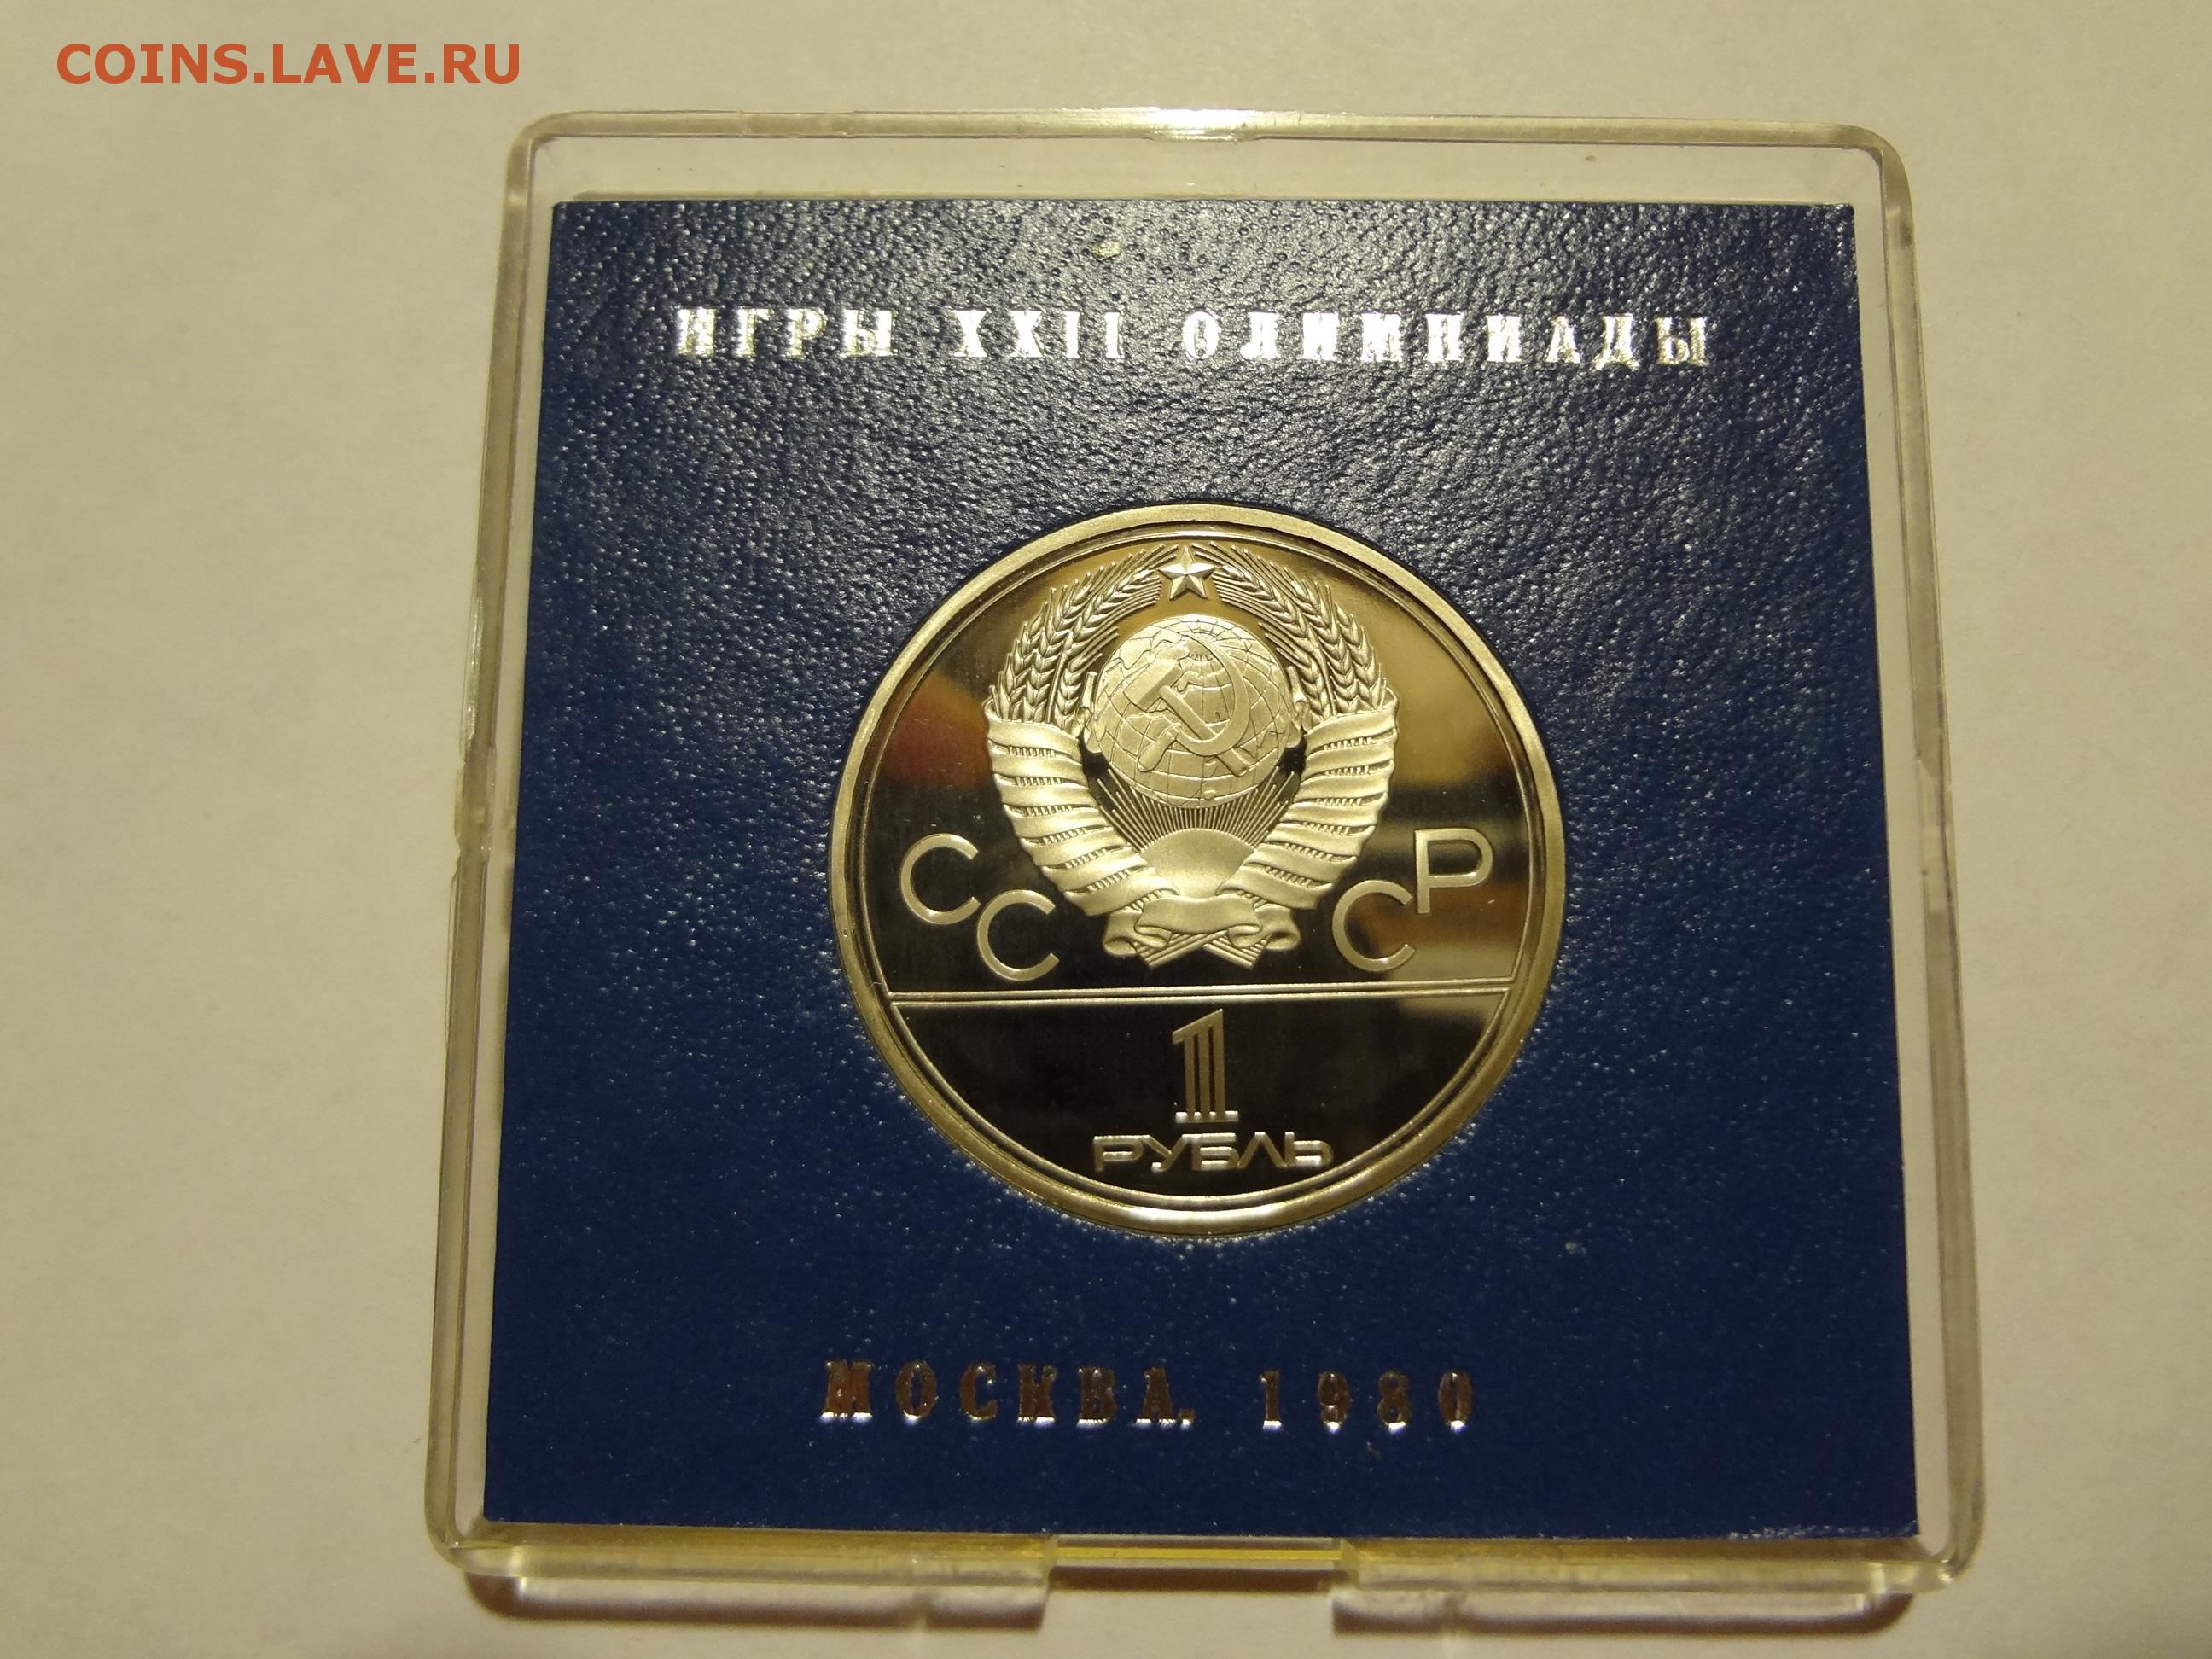 COINS.LAVE.RU
ИГРЫ XXII ОЛИМПИАДЫ
СССР
1
РУБЛЬ
МОСКВА. 1980